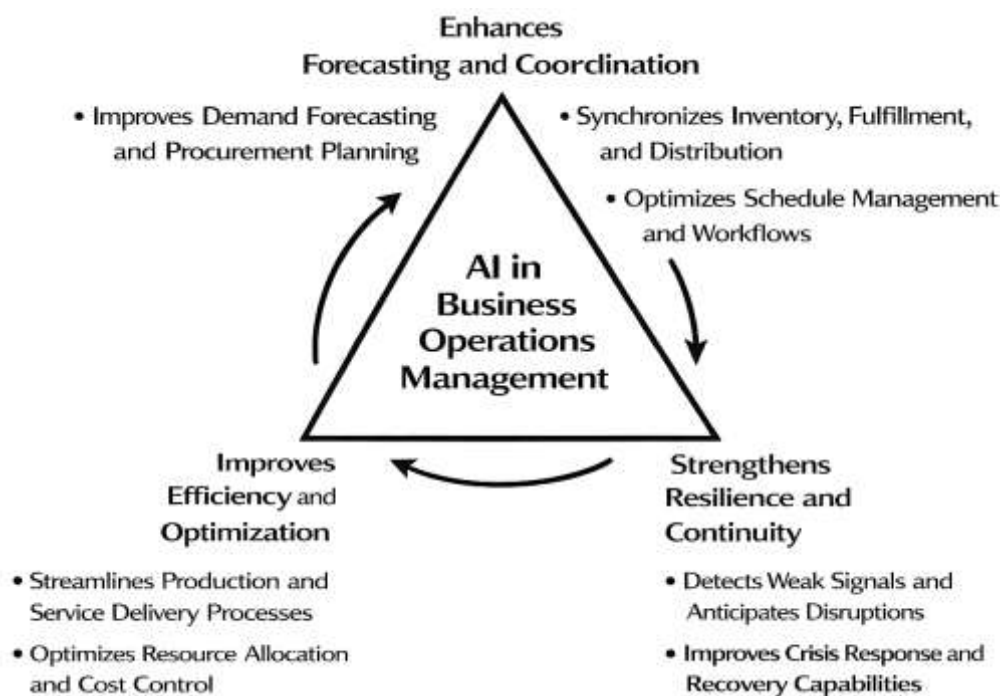 Enhances
Forecasting and Coorclination
• Improves Demand Forecasting
and Procurement Planning
• Synchronizes Inventory, Fulfillment,
and Distribution
• Optimizes Schedule Management
and Workflows
AI in
Business
Operations
Management
Improves
Efficiency and
Optimization
• Streamlines Production and
Service Delivery Processes
• Optimizes Resource Allocation
and Cost Control
Strengthens
Resilience and
Continuity
• Detects Weak Signals and
Anticipates Disruptions
• Improves Crisis Response and
Recovery Capabilities